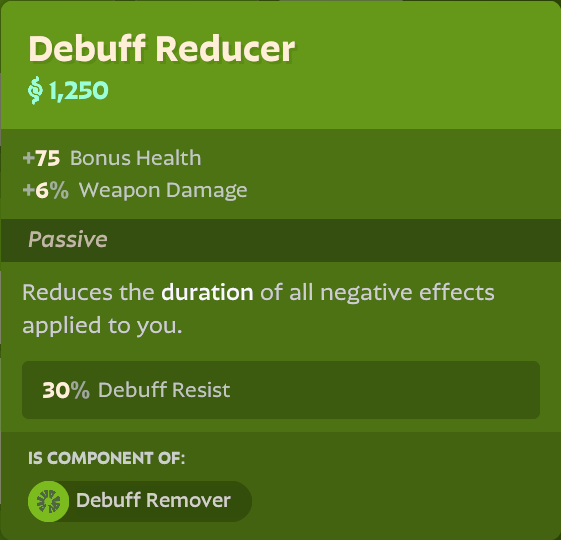 Debuff Reducer
1,250
+75 Bonus Health
+6% Weapon Damage
Passive
Reduces the duration of all negative effects
applied to you.
30% Debuff Resist
IS COMPONENT OF:
Debuff Remover